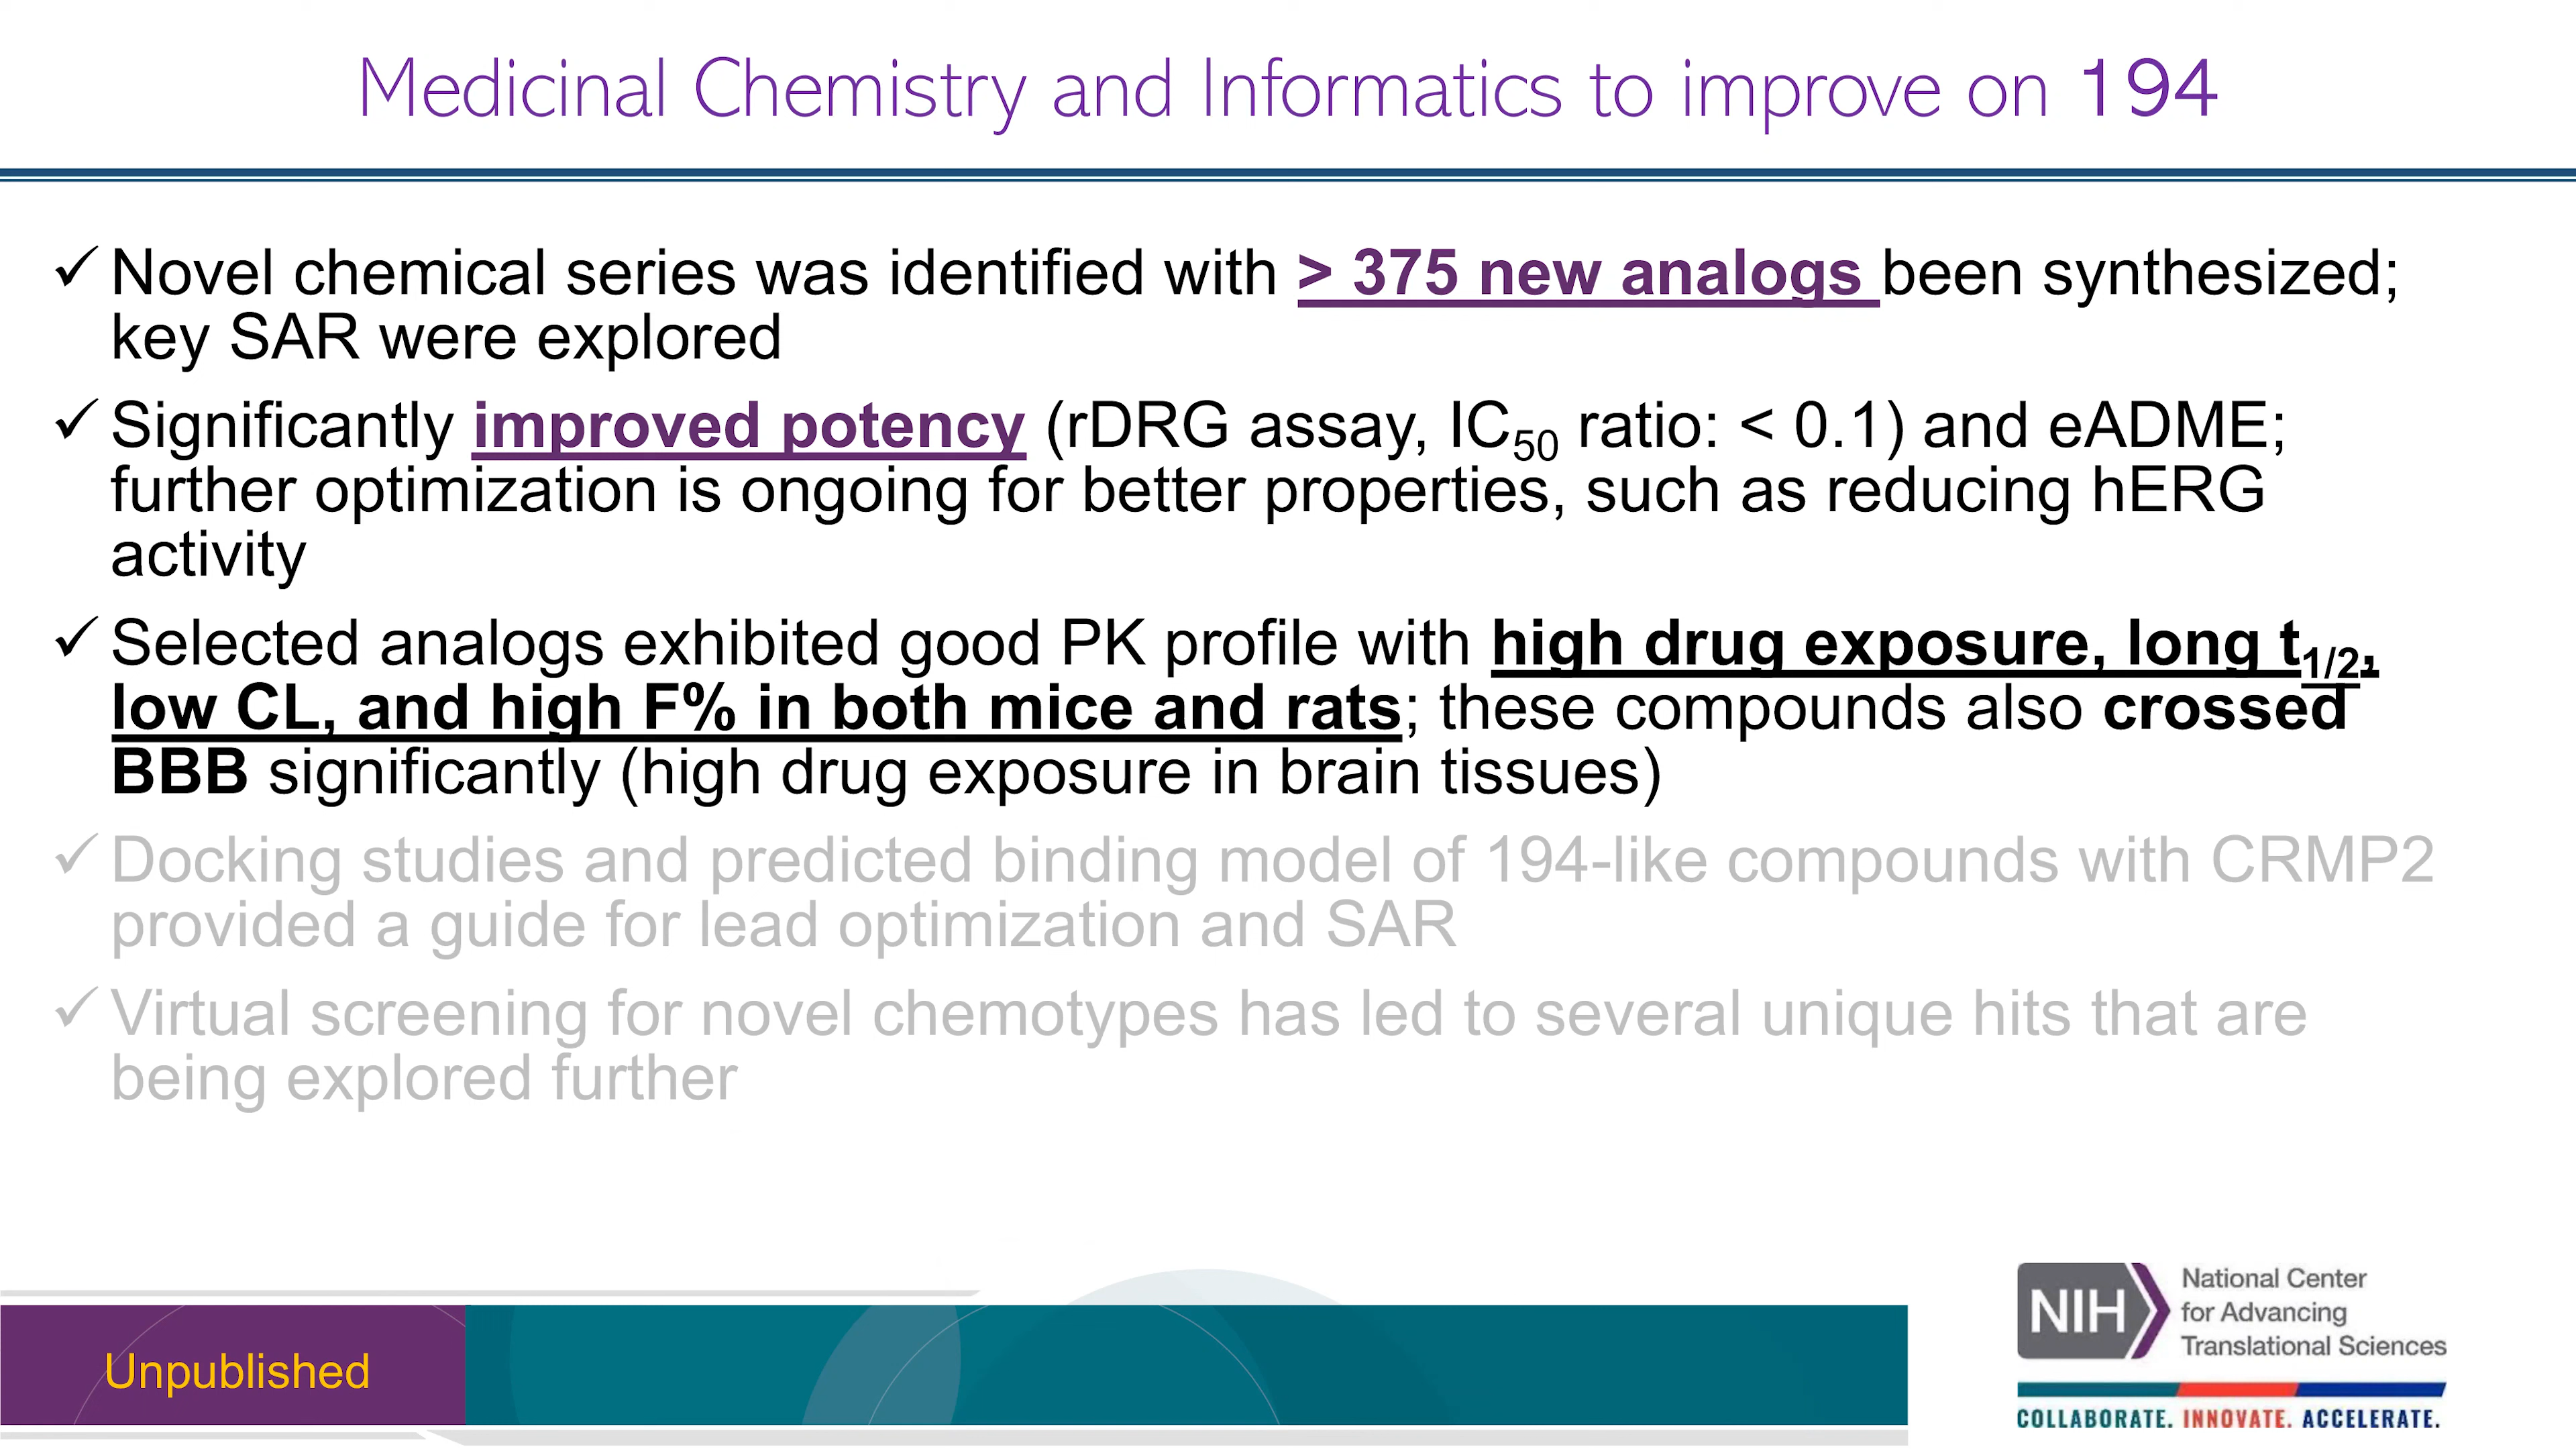 Medicinal Chemistry and Informatics to improve on 194
✓ Novel chemical series was identified with > 375 new analogs been synthesized;
key SAR were explored
✓ Significantly improved potency (rDRG assay, IC₅₀ ratio: < 0.1) and eADME;
further optimization is ongoing for better properties, such as reducing hERG
activity
✓ Selected analogs exhibited good PK profile with high drug exposure, long t₁/₂,
low CL, and high F% in both mice and rats; these compounds also crossed
BBB significantly (high drug exposure in brain tissues)
✓ Docking studies and predicted binding model of 194-like compounds with CRMP2
provided a guide for lead optimization and SAR
✓ Virtual screening for novel chemotypes has led to several unique hits that are
being explored further
Unpublished
NIH
National Center
for Advancing
Translational Sciences
COLLABORATE. INNOVATE. ACCELERATE.